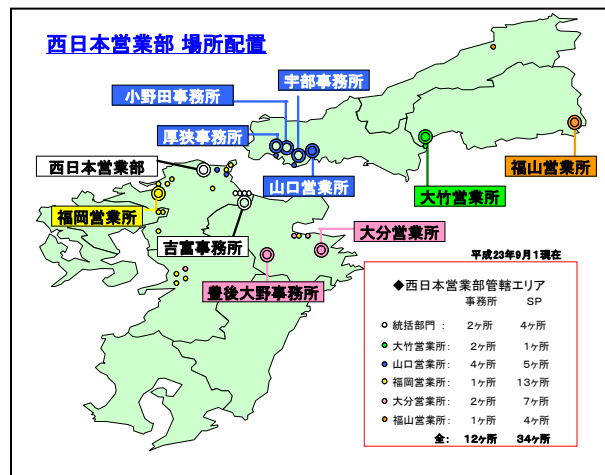 西日本営業部 場所配置
宇部事務所
小野田事務所
厚狭事務所
西日本営業部
山口営業所
福山営業所
大竹営業所
福岡営業所
吉富事務所
大分営業所
豊後大野事務所
平成23年9月1現在
◆西日本営業部管轄エリア
事務所 SP
統括部門 : 2ヶ所 4ヶ所
大竹営業所: 2ヶ所 1ヶ所
山口営業所: 4ヶ所 5ヶ所
福岡営業所: 1ヶ所 13ヶ所
大分営業所: 2ヶ所 7ヶ所
福山営業所: 1ヶ所 4ヶ所
全: 12ヶ所 34ヶ所